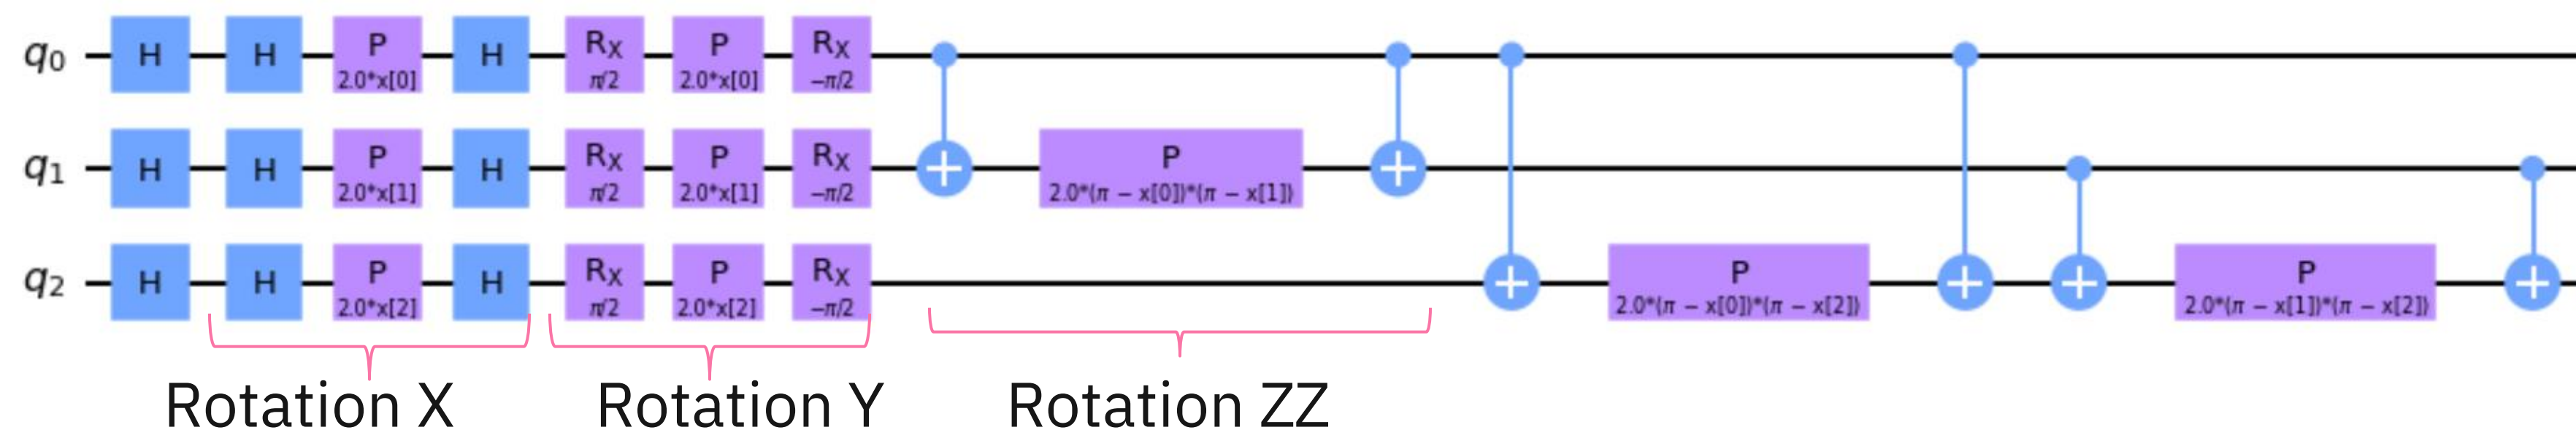 q0 H H P 2.0*x[0] H RX π/2 P 2.0*x[0] RX −π/2
q1 H H P 2.0*x[1] H RX π/2 P 2.0*x[1] RX −π/2 P 2.0*(π − x[0])*(π − x[1])
q2 H H P 2.0*x[2] H RX π/2 P 2.0*x[2] RX −π/2 P 2.0*(π − x[0])*(π − x[2]) P 2.0*(π − x[1])*(π − x[2])
Rotation X Rotation Y Rotation ZZ